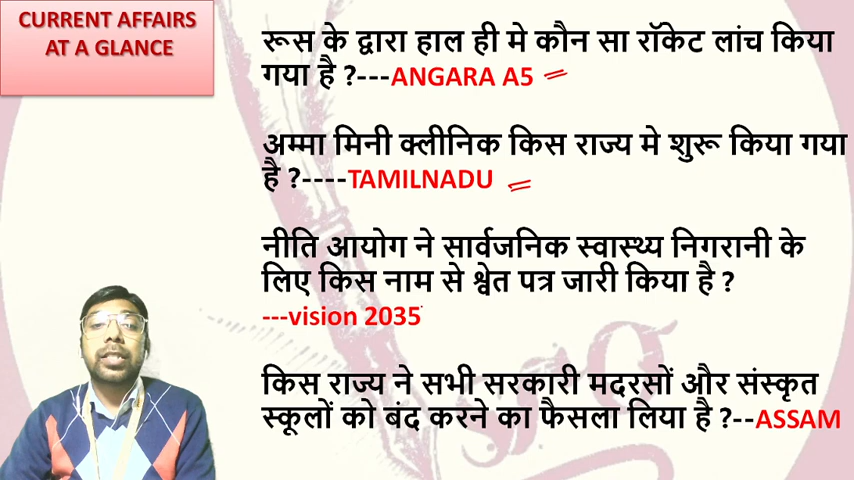 CURRENT AFFAIRS
AT A GLANCE
रूस के द्वारा हाल ही मे कौन सा रॉकेट लांच किया
गया है ?---ANGARA A5
अम्मा मिनी क्लीनिक किस राज्य मे शुरू किया गया
है ?----TAMILNADU
नीति आयोग ने सार्वजनिक स्वास्थ्य निगरानी के
लिए किस नाम से श्वेत पत्र जारी किया है ?
---vision 2035
किस राज्य ने सभी सरकारी मदरसों और संस्कृत
स्कूलों को बंद करने का फैसला लिया है ?--ASSAM